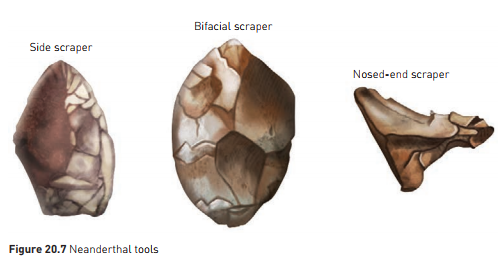 Bifacial scraper
Side scraper
Nosed-end scraper
Figure 20.7 Neanderthal tools